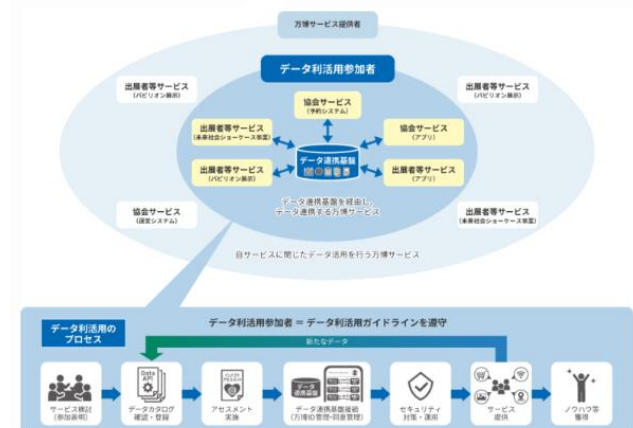 万博サービス提供者
データ利活用参加者
出展者等サービス
(パビリオン展示)
出展者等サービス
(パビリオン展示)
協会サービス
(予約システム)
出展者等サービス
(未来社会ショーケース事業)
協会サービス
(アプリ)
データ連携基盤
出展者等サービス
(パビリオン展示)
出展者等サービス
(アプリ)
データ連携基盤を経由し、
データ連携する万博サービス
協会サービス
(運営システム)
出展者等サービス
(未来社会ショーケース事業)
自サービスに閉じたデータ活用を行う万博サービス
データ利活用の
プロセス
データ利活用参加者 = データ利活用ガイドラインを遵守
新たなデータ
Data
API
データ
連携基盤
サービス検討
(参加表明)
データカタログ
確認・登録
アセスメント
実施
データ連携基盤接続
(万博ID管理・同意管理)
セキュリティ
対策・運用
サービス
提供
ノウハウ等
獲得